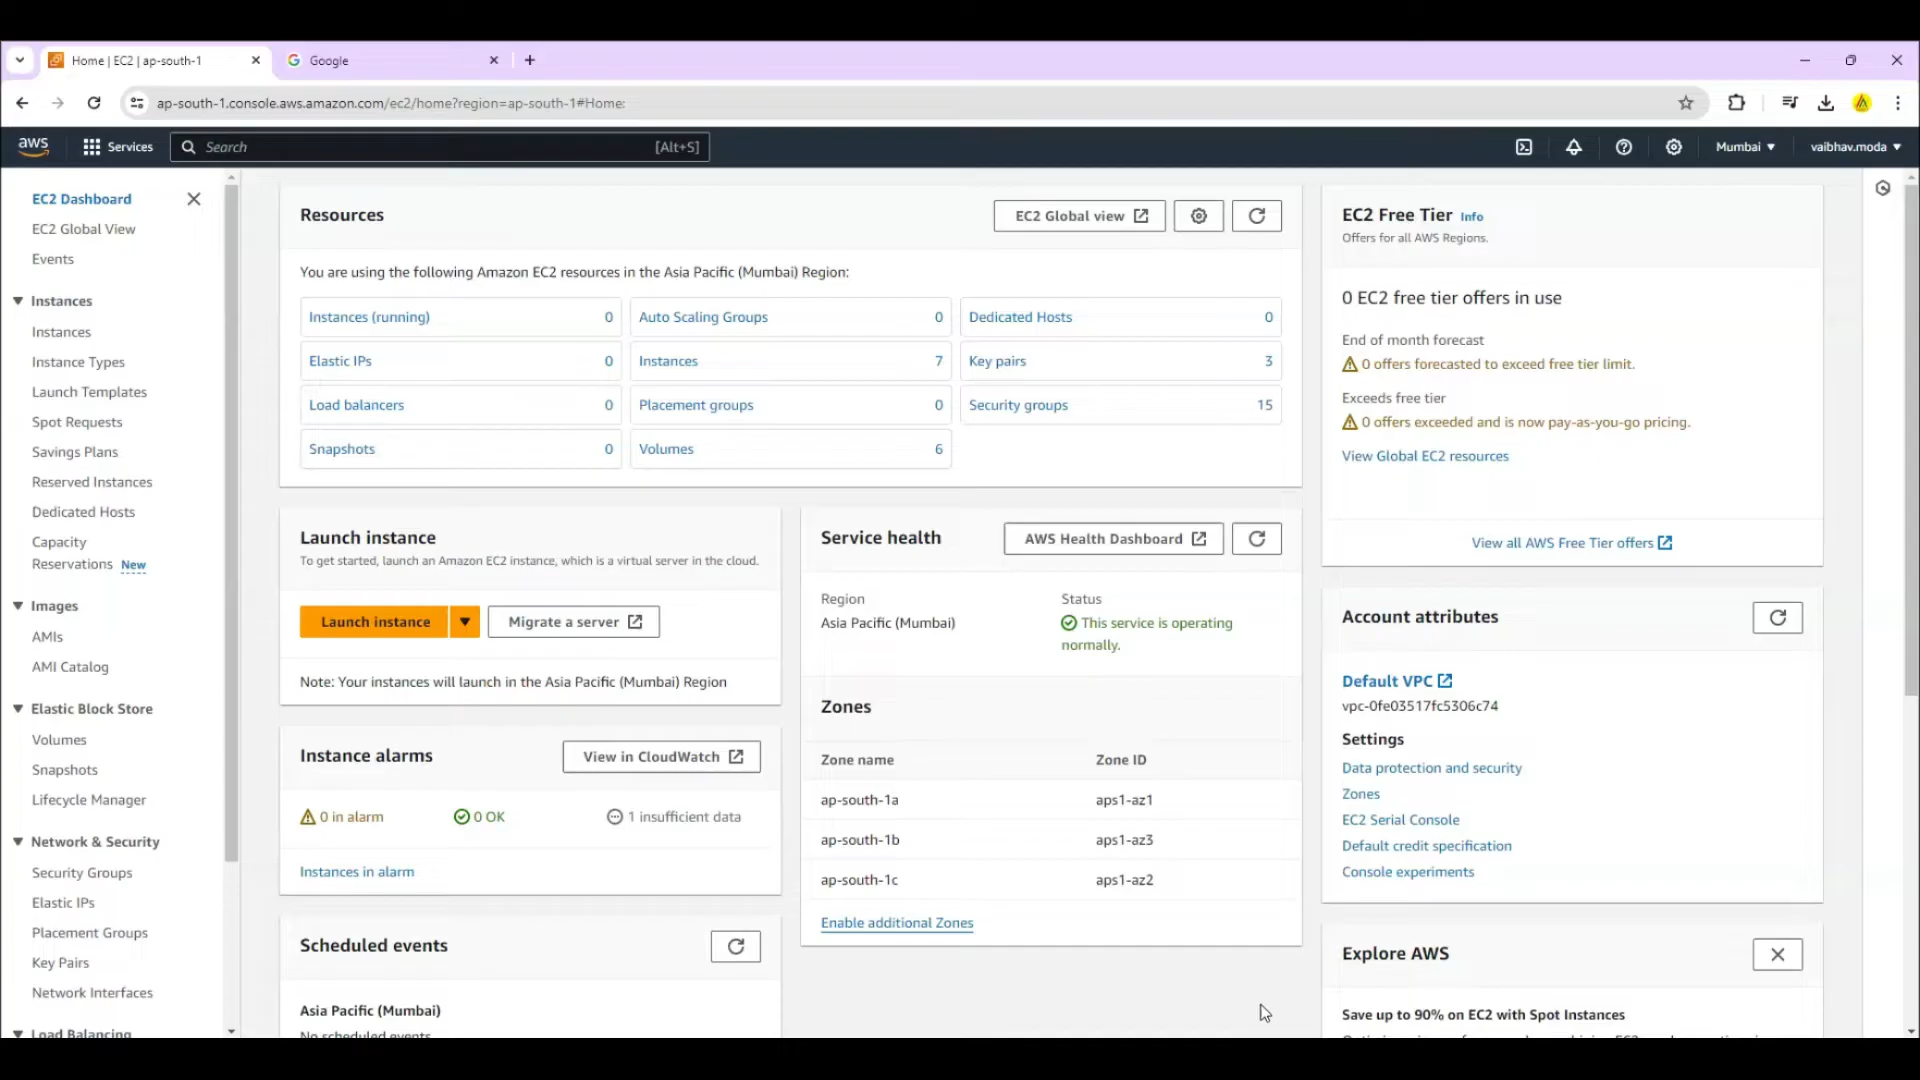 Home | EC2 | ap-south-1
Google
ap-south-1.console.aws.amazon.com/ec2/home?region=ap-south-1#Home:
aws
Services
Search
[Alt+S]
Mumbai
vaibhav.moda
EC2 Dashboard
EC2 Global View
Events
Instances
Instances
Instance Types
Launch Templates
Spot Requests
Savings Plans
Reserved Instances
Dedicated Hosts
Capacity
Reservations New
Images
AMIs
AMI Catalog
Elastic Block Store
Volumes
Snapshots
Lifecycle Manager
Network & Security
Security Groups
Elastic IPs
Placement Groups
Key Pairs
Network Interfaces
Load Balancing
Resources
EC2 Global view
You are using the following Amazon EC2 resources in the Asia Pacific (Mumbai) Region:
Instances (running) 0
Auto Scaling Groups 0
Dedicated Hosts 0
Elastic IPs 0
Instances 7
Key pairs 3
Load balancers 0
Placement groups 0
Security groups 15
Snapshots 0
Volumes 6
Launch instance
To get started, launch an Amazon EC2 instance, which is a virtual server in the cloud.
Launch instance
Migrate a server
Note: Your instances will launch in the Asia Pacific (Mumbai) Region
Instance alarms
View in CloudWatch
0 in alarm
0 OK
1 insufficient data
Instances in alarm
Scheduled events
Asia Pacific (Mumbai)
No scheduled events
Service health
AWS Health Dashboard
Region
Asia Pacific (Mumbai)
Status
This service is operating
normally.
Zones
Zone name Zone ID
ap-south-1a aps1-az1
ap-south-1b aps1-az3
ap-south-1c aps1-az2
Enable additional Zones
EC2 Free Tier Info
Offers for all AWS Regions.
0 EC2 free tier offers in use
End of month forecast
0 offers forecasted to exceed free tier limit.
Exceeds free tier
0 offers exceeded and is now pay-as-you-go pricing.
View Global EC2 resources
View all AWS Free Tier offers
Account attributes
Default VPC
vpc-0fe03517fc5306c74
Settings
Data protection and security
Zones
EC2 Serial Console
Default credit specification
Console experiments
Explore AWS
Save up to 90% on EC2 with Spot Instances